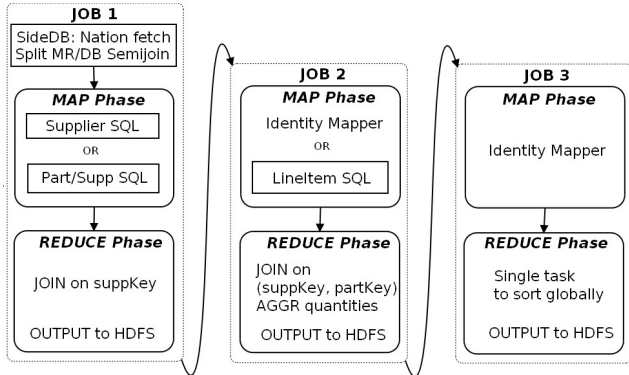 JOB 1
SideDB: Nation fetch
Split MR/DB Semijoin
MAP Phase
Supplier SQL
OR
Part/Supp SQL
REDUCE Phase
JOIN on suppKey
OUTPUT to HDFS
JOB 2
MAP Phase
Identity Mapper
OR
LineItem SQL
REDUCE Phase
JOIN on
(suppKey, partKey)
AGGR quantities
OUTPUT to HDFS
JOB 3
MAP Phase
Identity Mapper
REDUCE Phase
Single task
to sort globally
OUTPUT to HDFS